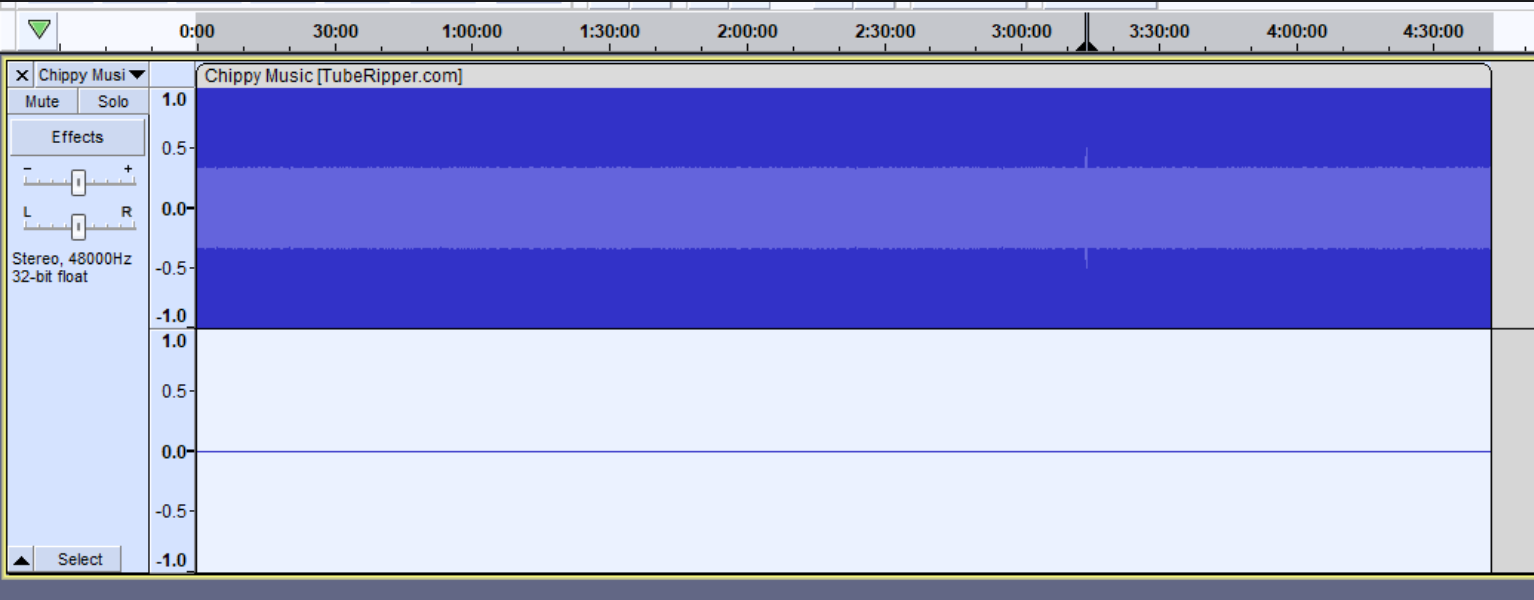 0:00 30:00 1:00:00 1:30:00 2:00:00 2:30:00 3:00:00 3:30:00 4:00:00 4:30:00
Chippy Musi
Chippy Music [TubeRipper.com]
Mute Solo
Effects
- +
L R
Stereo, 48000Hz
32-bit float
Select
1.0
0.5
0.0
-0.5
-1.0
1.0
0.5
0.0
-0.5
-1.0